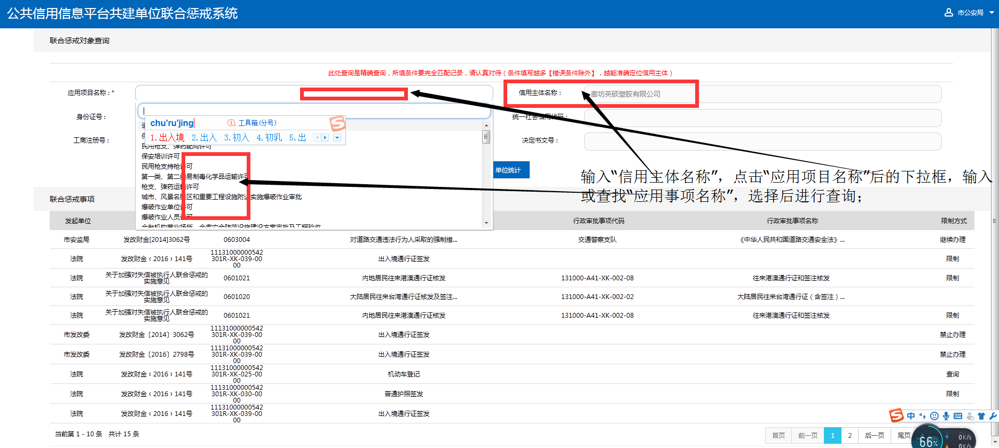 公共信用信息平台共建单位联合惩戒系统
市公安局
联合惩戒对象查询
此处查询是精确查询，所填条件要完全匹配记录，请认真对待（条件填写越多【错误条件除外】，越能准确定位信用主体）
应用项目名称：*
信用主体名称：
廊坊英硕塑胶有限公司
身份证号：
统一社会信用代码：
工商注册号：
决定书文号：
chu'ru'jing
工具箱(分号)
1.出入境 2.出入 3.初入 4.初乳 5.出
民用枪支、弹药配购许可
保安培训许可
民用枪支持枪许可
第一类、第二类易制毒化学品运输许可
枪支、弹药运输许可
城市、风景名胜区和重要工程设施附近实施爆破作业审批
爆破作业单位许可
爆破作业人员许可
金融机构营业场所、金库安全防范设施建设方案审批及工程验收
单位统计
输入“信用主体名称”，点击“应用项目名称”后的下拉框，输入
或查找“应用事项名称”，选择后进行查询；
联合惩戒事项
发起单位 行政审批事项代码 行政审批事项名称 限制方式
市安监局 发改财金[2014]3062号 0603004 对道路交通违法行为人采取的强制措... 交通警察支队 《中华人民共和国道路交通安全法》... 继续办理
法院 发改财金﹤2016﹥141号 11131000000542
301R-XK-039-00
00 出入境通行证签发 限制
法院 关于加强对失信被执行人联合惩戒的
实施意见 0601021 内地居民往来港澳通行证核发 131000-A41-XK-002-08 往来港澳通行证和签注核发 限制
法院 关于加强对失信被执行人联合惩戒的
实施意见 0601020 大陆居民往来台湾通行证核发及签注... 131000-A41-XK-002-02 大陆居民往来台湾通行证（含签注）...
法院 关于加强对失信被执行人联合惩戒的
实施意见 0601021 内地居民往来港澳通行证核发 131000-A41-XK-002-08 往来港澳通行证和签注核发 限制
市发改委 发改财金〔2014〕3062号 11131000000542
301R-XK-039-00
00 出入境通行证签发 禁止办理
市发改委 发改财金〔2016〕2798号 11131000000542
301R-XK-039-00
00 出入境通行证签发 禁止办理
法院 发改财金﹤2016﹥141号 11131000000542
301R-XK-025-00
00 机动车登记 查询
法院 发改财金﹤2016﹥141号 11131000000542
301R-XK-030-00
00 普通护照签发 限制
法院 发改财金﹤2016﹥141号 11131000000542
301R-XK-039-00
00 出入境通行证签发
中
当前第 1 - 10 条 共计 15 条
首页 前一页 1 2 后一页 尾页
66%
0K/s
0K/s